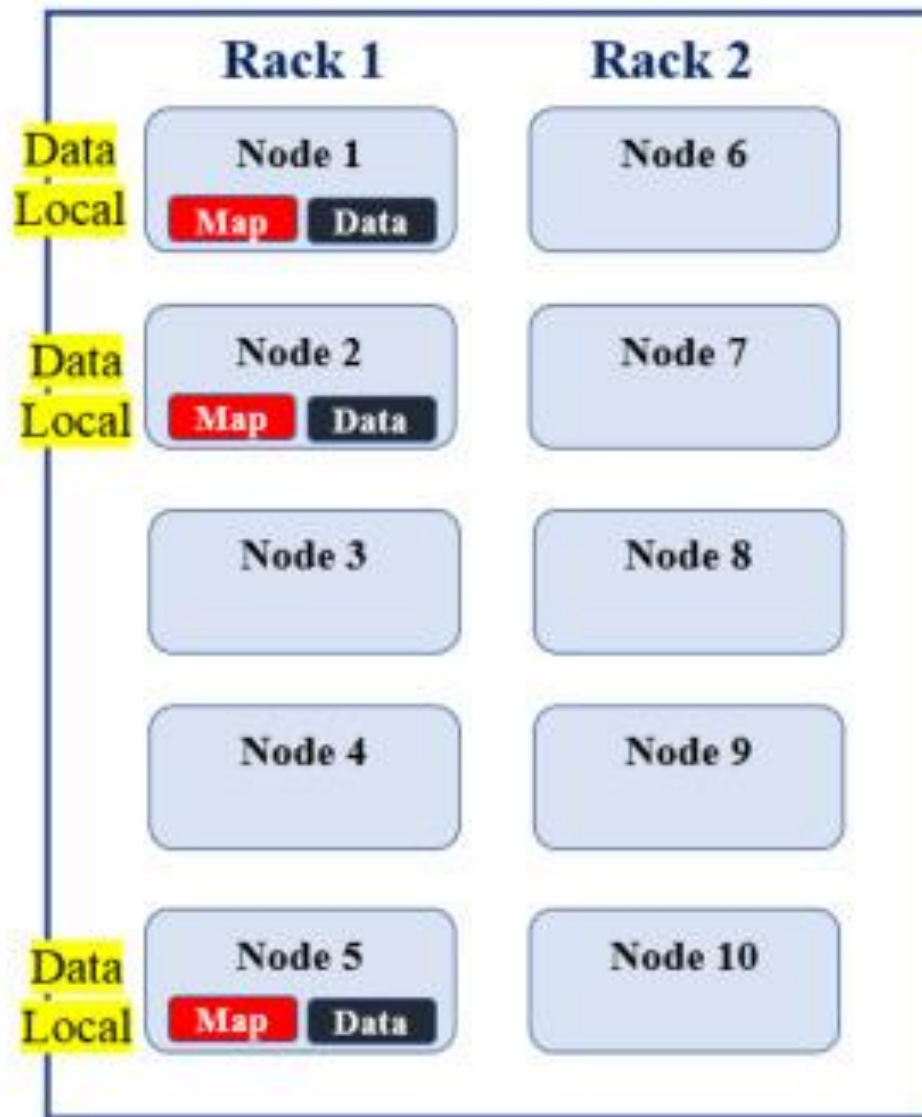 Rack 1 Rack 2
Data Local
Node 1
Map Data
Node 6
Data Local
Node 2
Map Data
Node 7
Node 3
Node 8
Node 4
Node 9
Data Local
Node 5
Map Data
Node 10